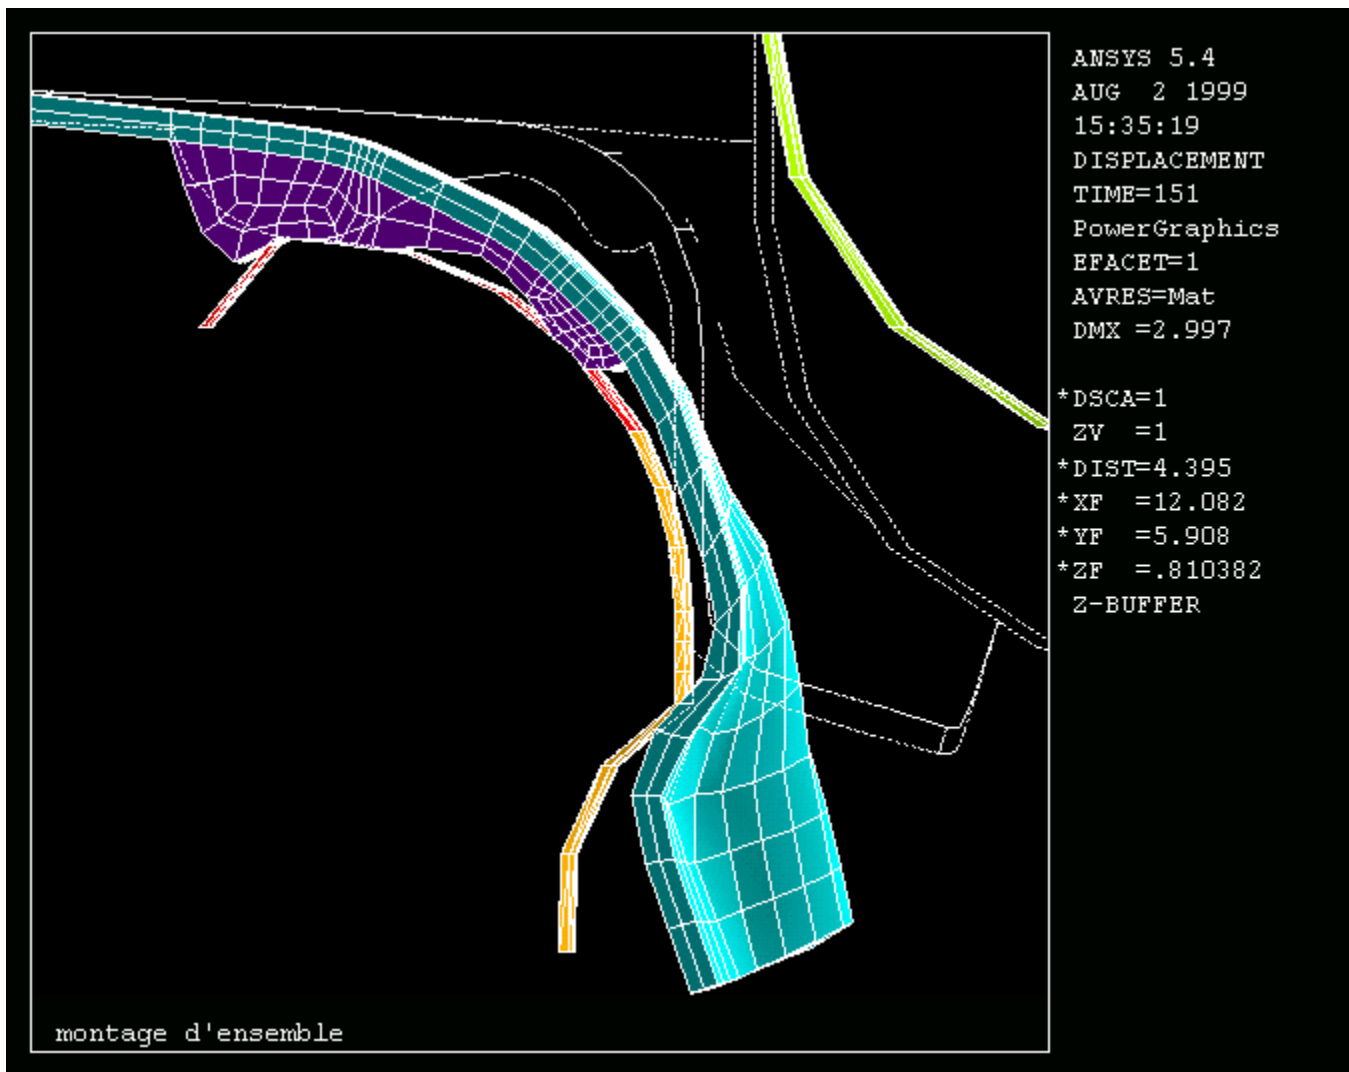 ANSYS 5.4
AUG  2 1999
15:35:19
DISPLACEMENT
TIME=151
PowerGraphics
EFACET=1
AVRES=Mat
DMX =2.997
*DSCA=1
ZV  =1
*DIST=4.395
*XF  =12.082
*YF  =5.908
*ZF  =.810382
Z-BUFFER
montage d'ensemble